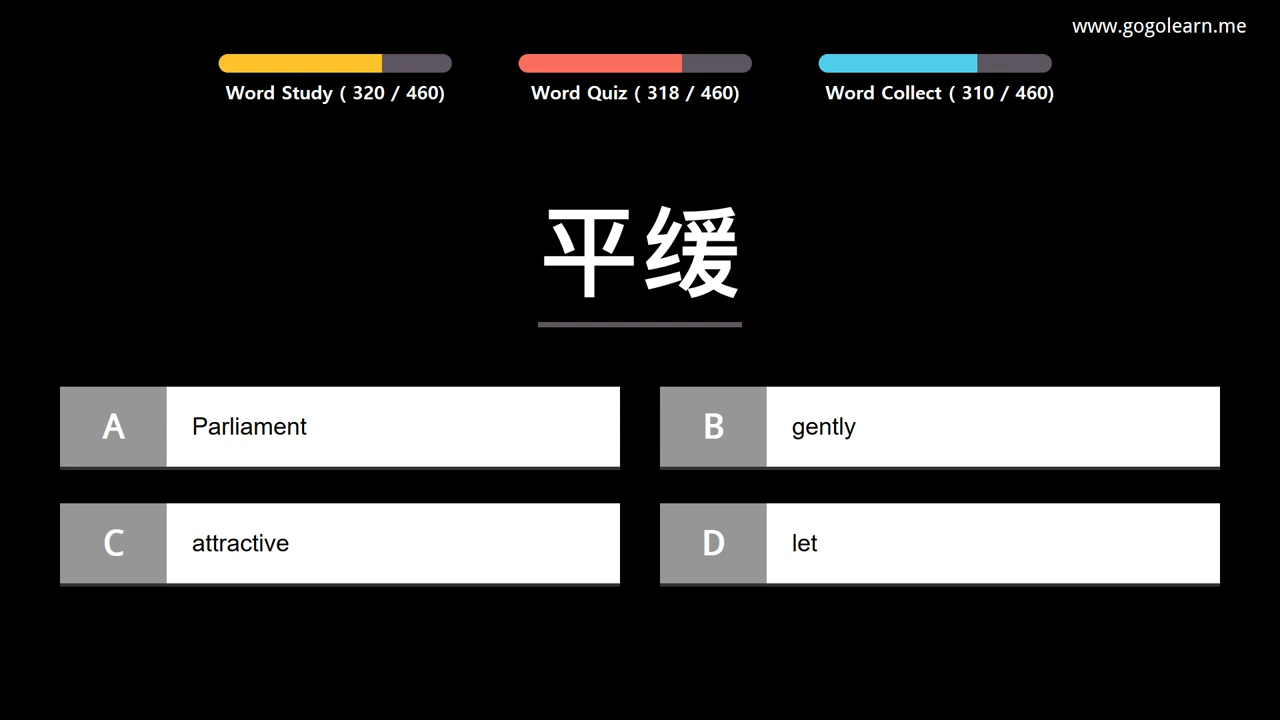 www.gogolearn.me
Word Study ( 320 / 460)
Word Quiz ( 318 / 460)
Word Collect ( 310 / 460)
平缓
A Parliament
B gently
C attractive
D let